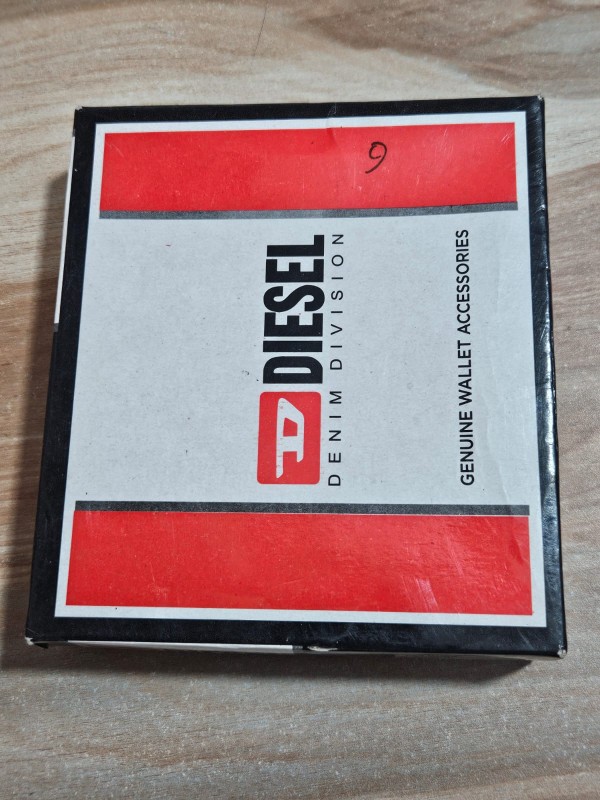 9
D DIESEL
DENIM DIVISION
GENUINE WALLET ACCESSORIES